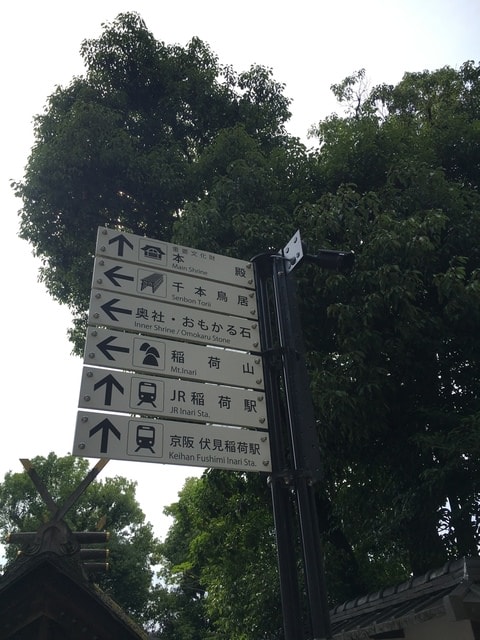 重要文化財
本殿
Main Shrine
千本鳥居
Senbon Torii
奥社・おもかる石
Inner Shrine / Omokaru Stone
稲荷山
Mt.Inari
JR稲荷駅
JR Inari Sta.
京阪 伏見稲荷駅
Keihan Fushimi Inari Sta.